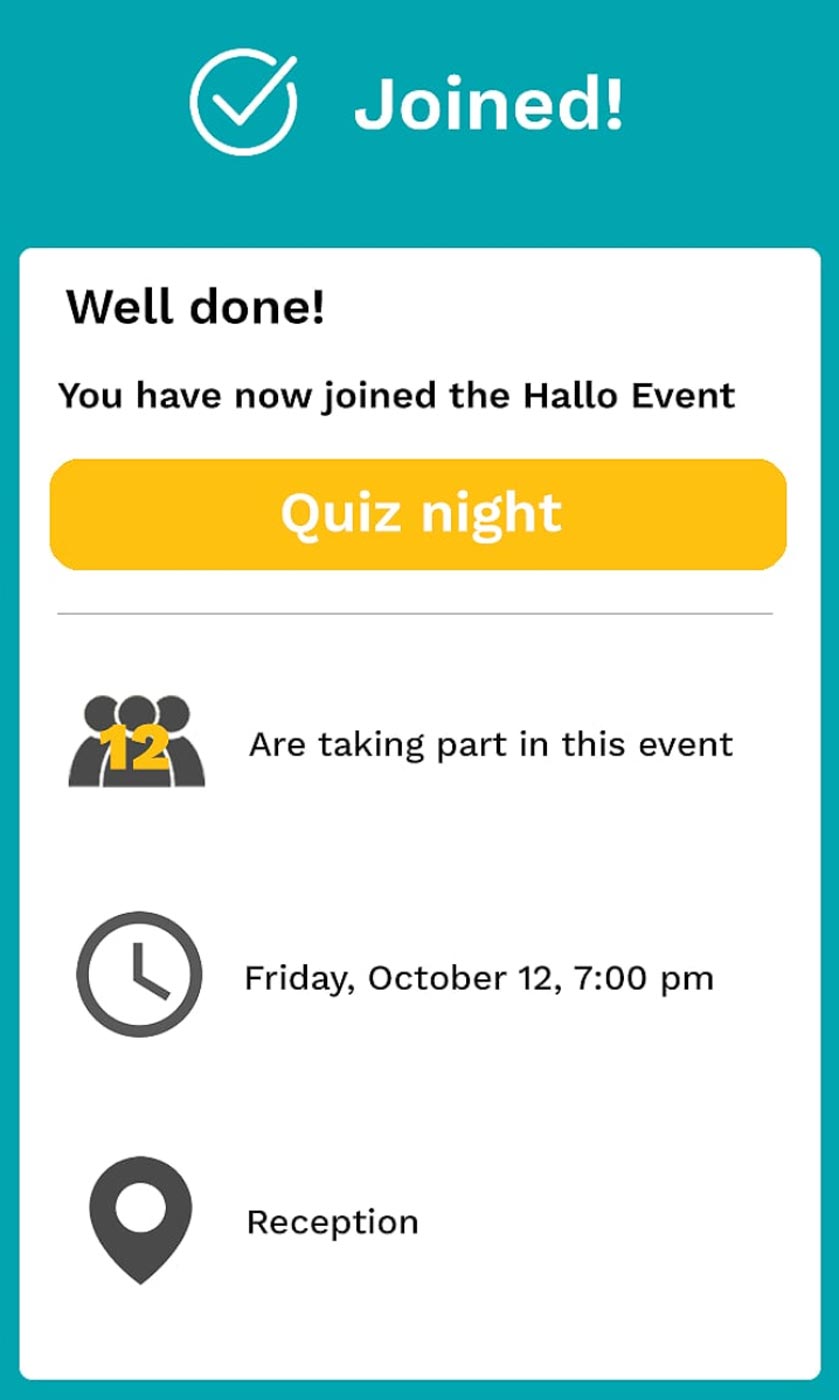 Joined!
Well done!
You have now joined the Hallo Event
Quiz night
12
Are taking part in this event
Friday, October 12, 7:00 pm
Reception